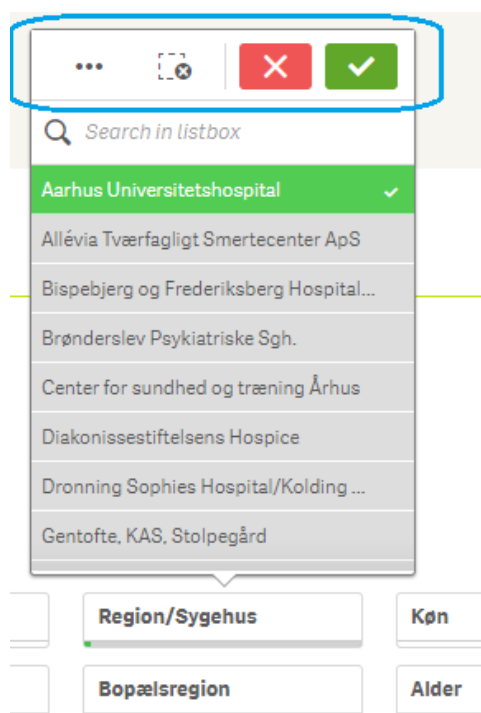 Search in listbox
Aarhus Universitetshospital
Allévia Tværfagligt Smertecenter ApS
Bispebjerg og Frederiksberg Hospital...
Brønderslev Psykiatriske Sgh.
Center for sundhed og træning Århus
Diakonissestiftelsens Hospice
Dronning Sophies Hospital/Kolding ...
Gentofte, KAS, Stolpegård
Region/Sygehus
Køn
Bopælsregion
Alder